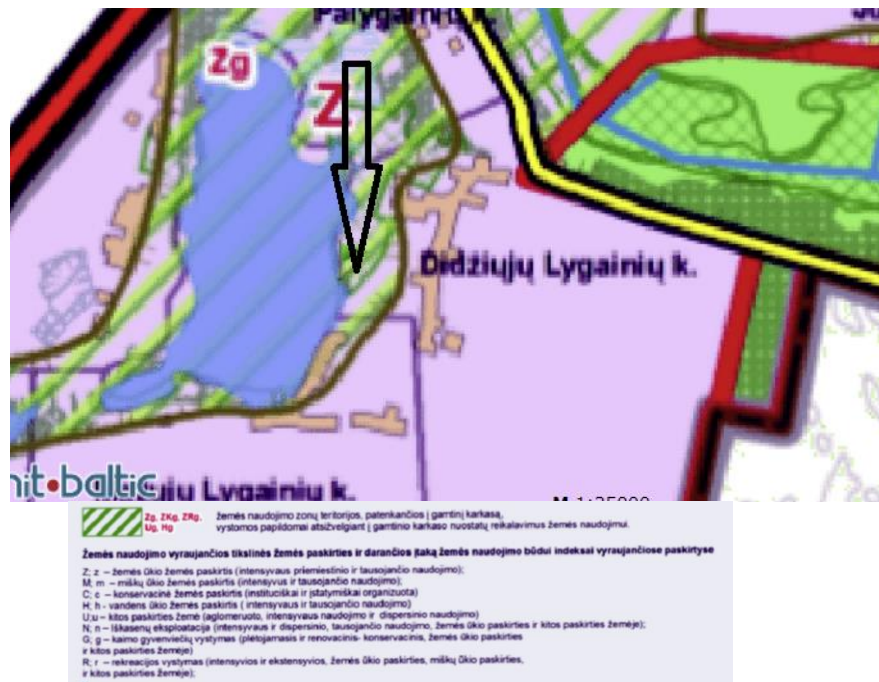 Palygainių k.
Zg
Z
Didžiųjų Lygainių k.
nit•baltic
Lygainių k.
M 1:25000
Zg, ZKg, ZRg, žemės naudojimo zonų teritorijos, patenkančios į gamtinį karkasą,
Ug, Hg vystomos papildomai atsižvelgiant į gamtinio karkaso nuostatų reikalavimus žemės naudojimui.
Žemės naudojimo vyraujančios tikslinės žemės paskirties ir darančios įtaką žemės naudojimo būdui indeksai vyraujančiose paskirtyse
Z; z – žemės ūkio žemės paskirtis (intensyvaus priemiestinio ir tausojančio naudojimo);
M; m – miškų ūkio žemės paskirtis (intensyvus ir tausojančio naudojimo);
C; c – konservacinė žemės paskirtis (instituciškai ir įstatymiškai organizuota)
H; h - vandens ūkio žemės paskirtis ( intensyvaus ir tausojančio naudojimo)
U;u – kitos paskirties žemė (aglomeruoto, intensyvaus naudojimo ir dispersinio naudojimo)
N; n – Iškasenų eksploatacija (intensyvaus ir dispersinio, tausojančio naudojimo, žemės ūkio paskirties ir kitos paskirties žemėje);
G; g – kaimo gyvenviečių vystymas (plėtojamasis ir renovacinis- konservacinis, žemės ūkio paskirties
ir kitos paskirties žemėje)
R; r – rekreacijos vystymas (intensyvios ir ekstensyvios, žemės ūkio paskirties, miškų ūkio paskirties,
ir kitos paskirties žemėje);